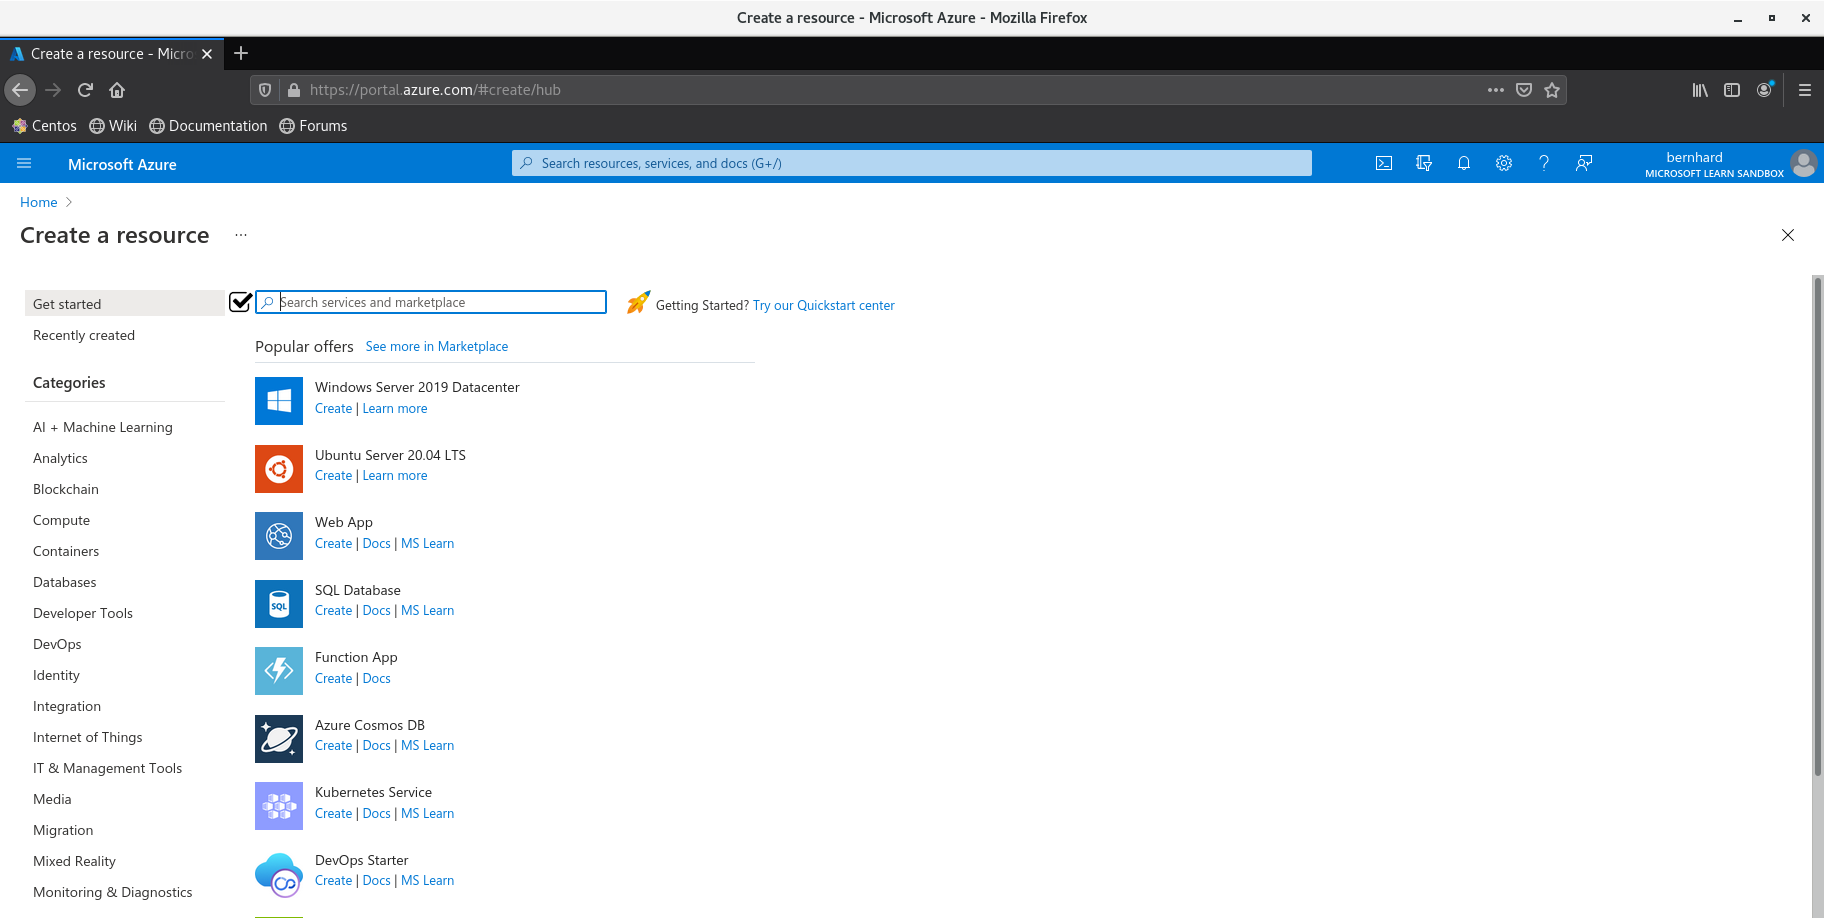 Create a resource - Microsoft Azure - Mozilla Firefox
Create a resource - Micro
https://portal.azure.com/#create/hub
Centos Wiki Documentation Forums
Microsoft Azure
Search resources, services, and docs (G+/)
bernhard
MICROSOFT LEARN SANDBOX
Home
Create a resource
Get started
Recently created
Categories
AI + Machine Learning
Analytics
Blockchain
Compute
Containers
Databases
Developer Tools
DevOps
Identity
Integration
Internet of Things
IT & Management Tools
Media
Migration
Mixed Reality
Monitoring & Diagnostics
Search services and marketplace
Getting Started? Try our Quickstart center
Popular offers See more in Marketplace
Windows Server 2019 Datacenter
Create | Learn more
Ubuntu Server 20.04 LTS
Create | Learn more
Web App
Create | Docs | MS Learn
SQL
SQL Database
Create | Docs | MS Learn
Function App
Create | Docs
Azure Cosmos DB
Create | Docs | MS Learn
Kubernetes Service
Create | Docs | MS Learn
DevOps Starter
Create | Docs | MS Learn